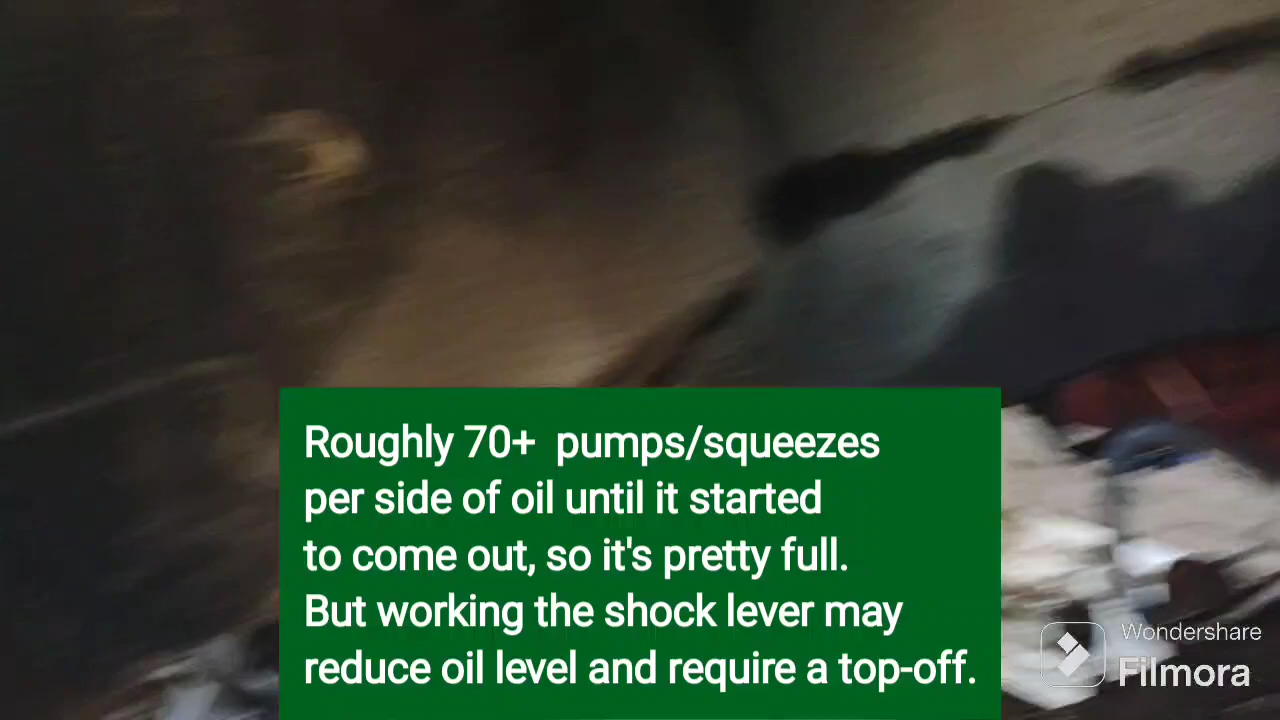 Roughly 70+ pumps/squeezes
per side of oil until it started
to come out, so it's pretty full.
But working the shock lever may
reduce oil level and require a top-off.
Wondershare
Filmora